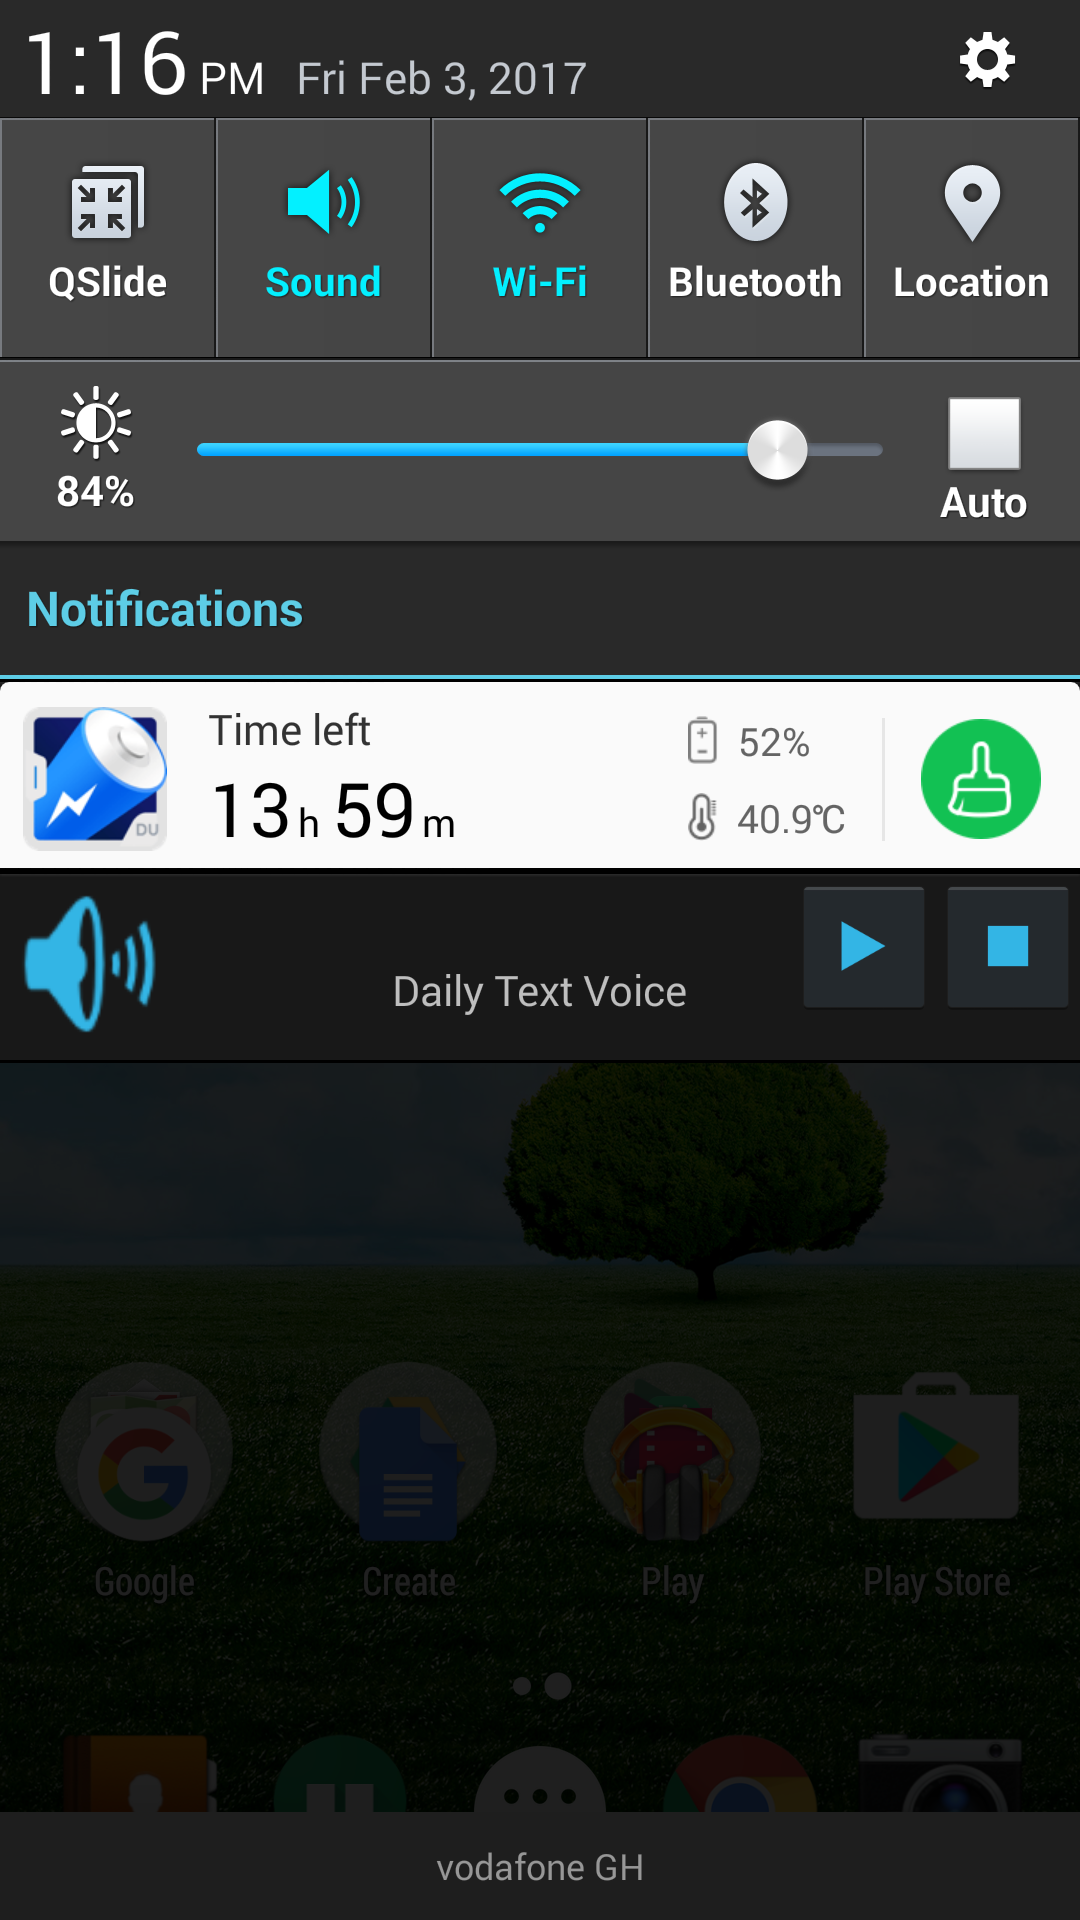 1:16 PM Fri Feb 3, 2017
QSlide Sound Wi-Fi Bluetooth Location
84% Auto
Notifications
Time left 52%
13 h 59 m 40.9℃
DU
Daily Text Voice
Google Create Play Play Store
vodafone GH